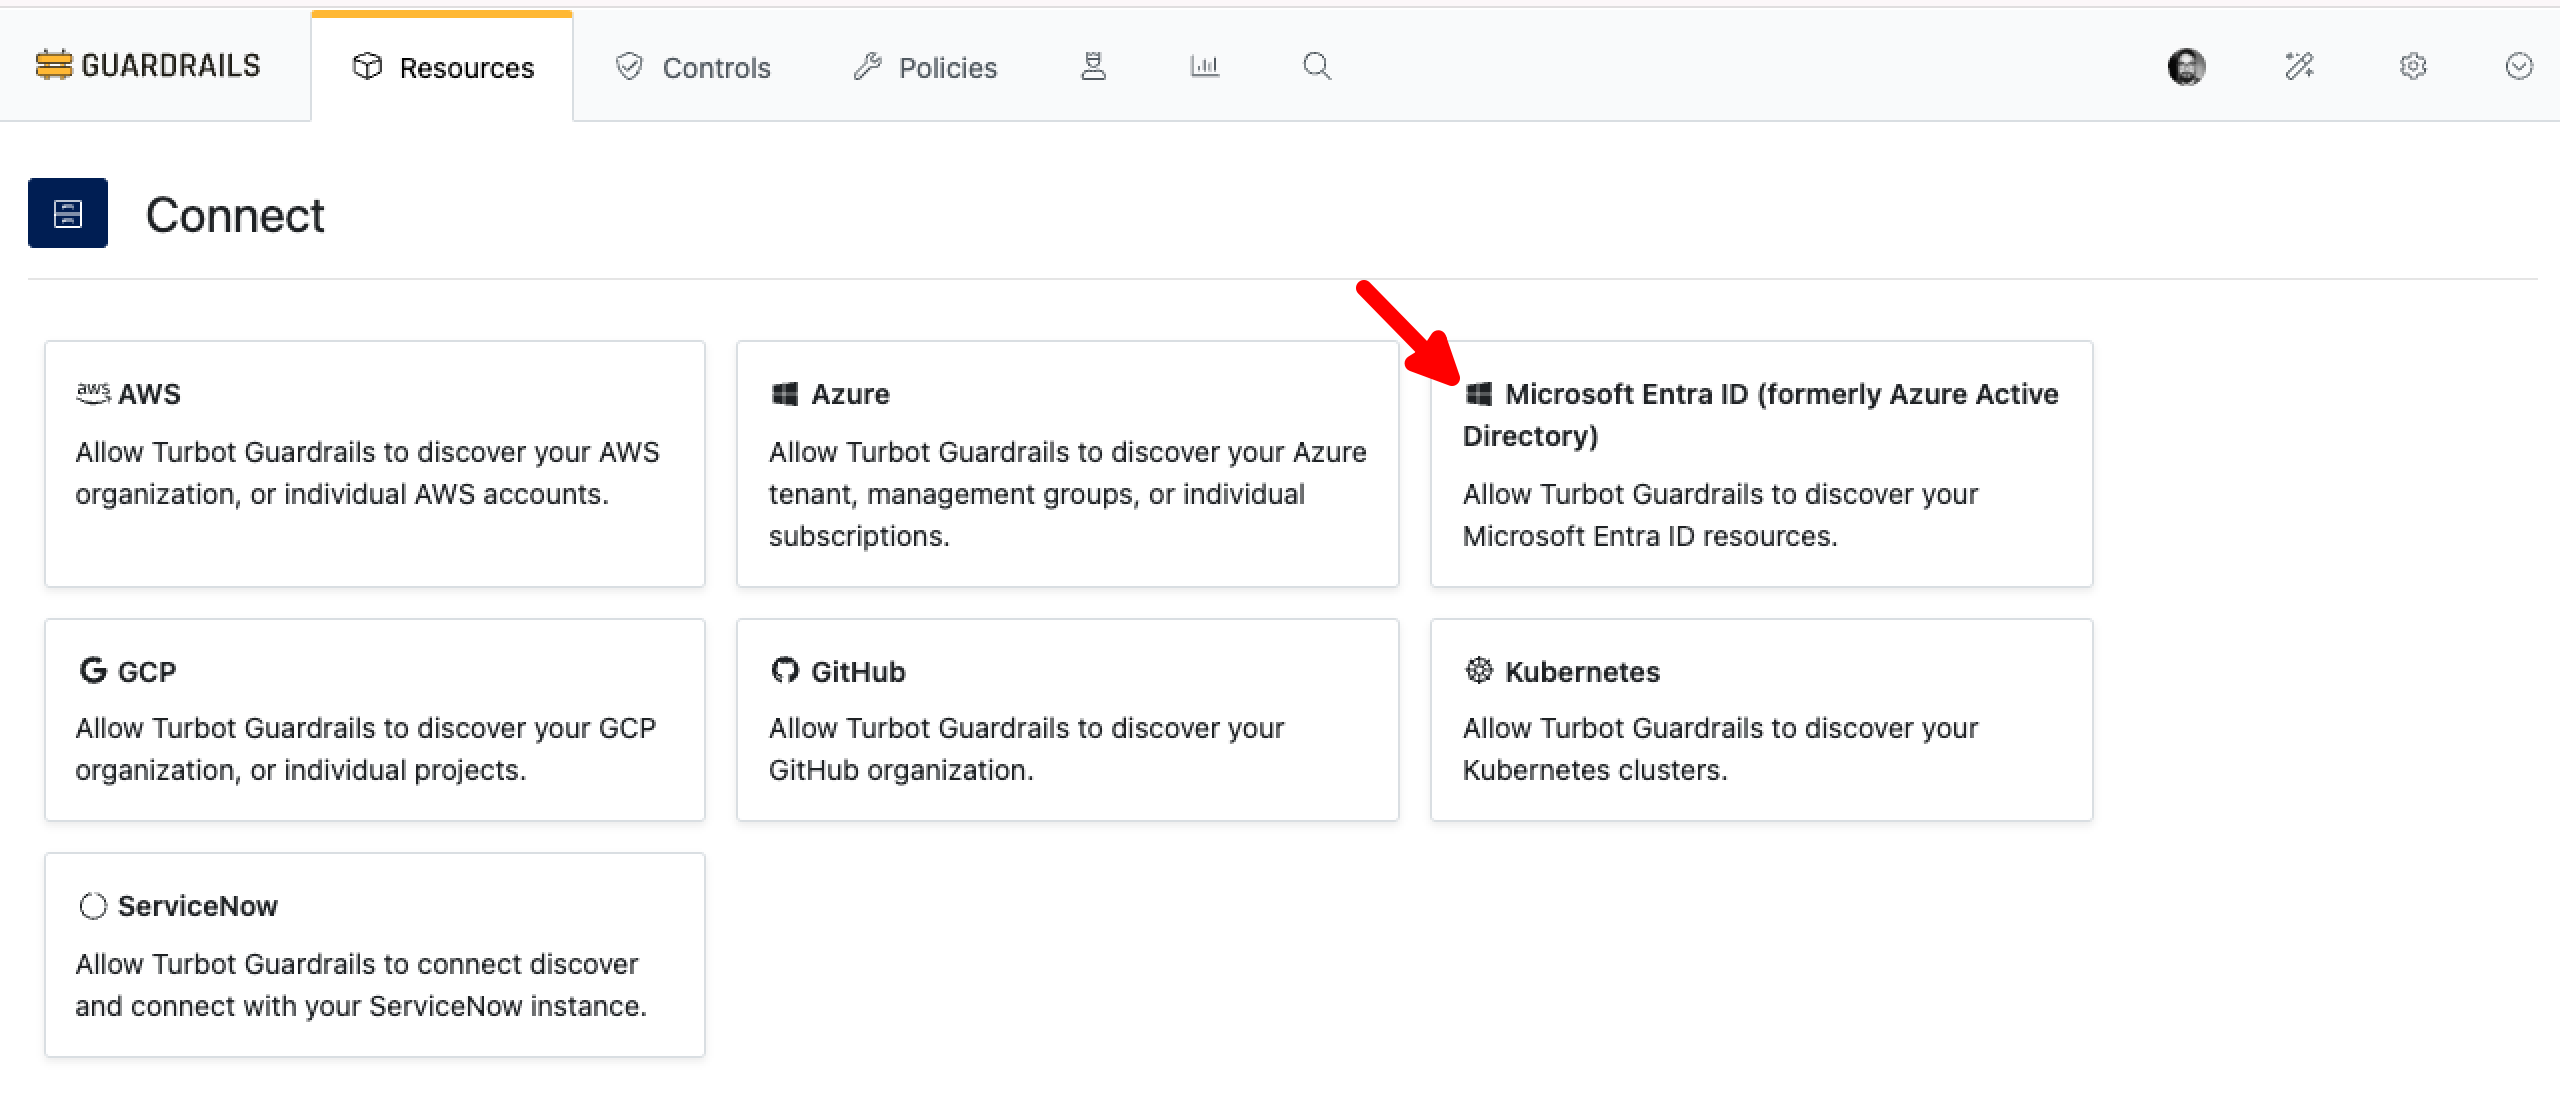 GUARDRAILS Resources Controls Policies
Connect
aws AWS
Allow Turbot Guardrails to discover your AWS
organization, or individual AWS accounts.
Azure
Allow Turbot Guardrails to discover your Azure
tenant, management groups, or individual
subscriptions.
Microsoft Entra ID (formerly Azure Active
Directory)
Allow Turbot Guardrails to discover your
Microsoft Entra ID resources.
GCP
Allow Turbot Guardrails to discover your GCP
organization, or individual projects.
GitHub
Allow Turbot Guardrails to discover your
GitHub organization.
Kubernetes
Allow Turbot Guardrails to discover your
Kubernetes clusters.
ServiceNow
Allow Turbot Guardrails to connect discover
and connect with your ServiceNow instance.